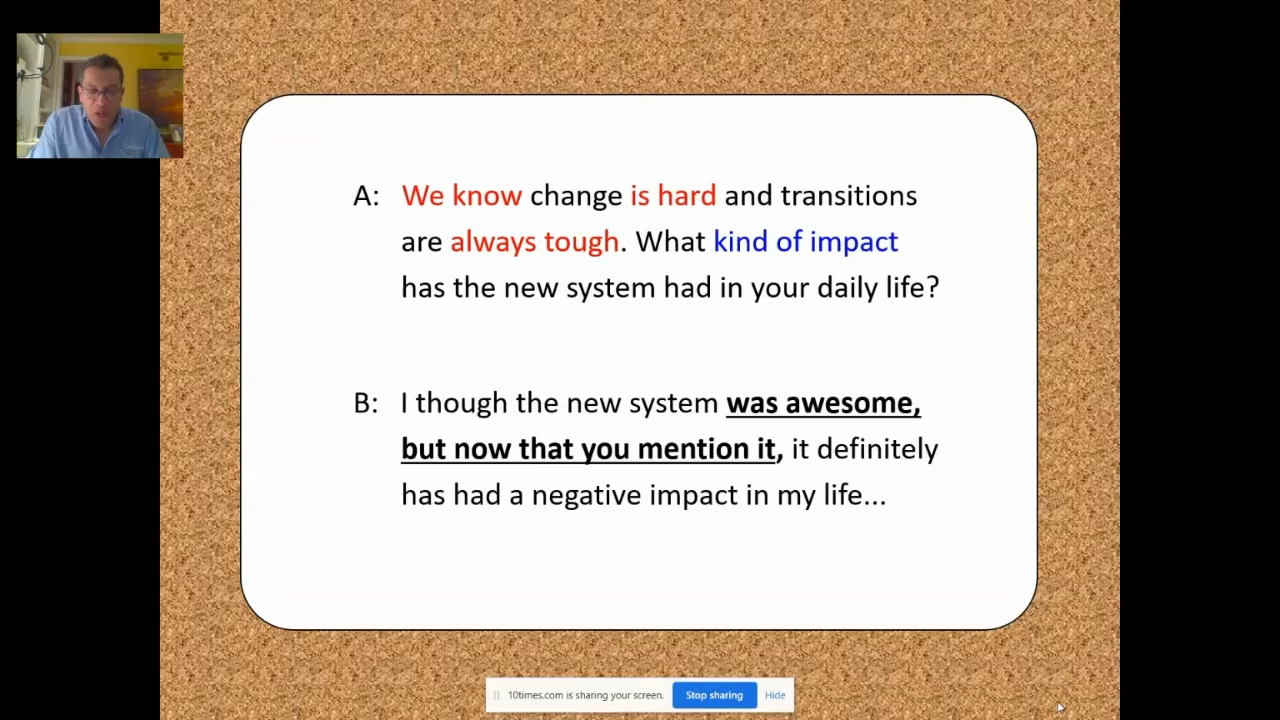 A: We know change is hard and transitions
are always tough. What kind of impact
has the new system had in your daily life?
B: I though the new system was awesome,
but now that you mention it, it definitely
has had a negative impact in my life...
10times.com is sharing your screen. Stop sharing Hide